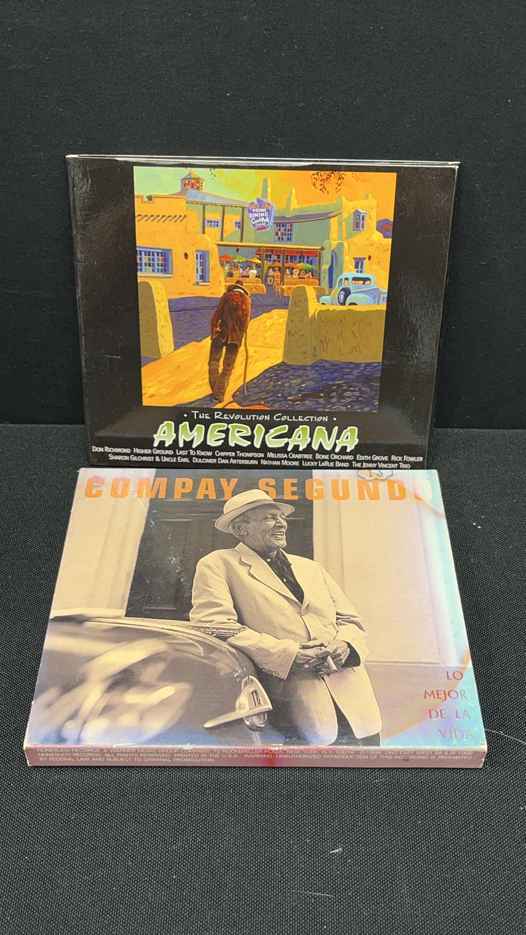 · THE REVOLUTION COLLECTION ·
AMERICANA
DON RICHMOND HIGHER GROUND LAST TO KNOW CHIPPER THOMPSON MELISSA CRABTREE BONE ORCHARD EDITH GROVE RICK FOWLER
SHARON GILCHRIST & UNCLE EARL DULCIMER DAN ARTERBURN NATHAN MOORE LUCKY LARUE BAND THE JENNY VINCENT TRIO
COMPAY SEGUNDO
LO
MEJOR
DE LA
VIDA